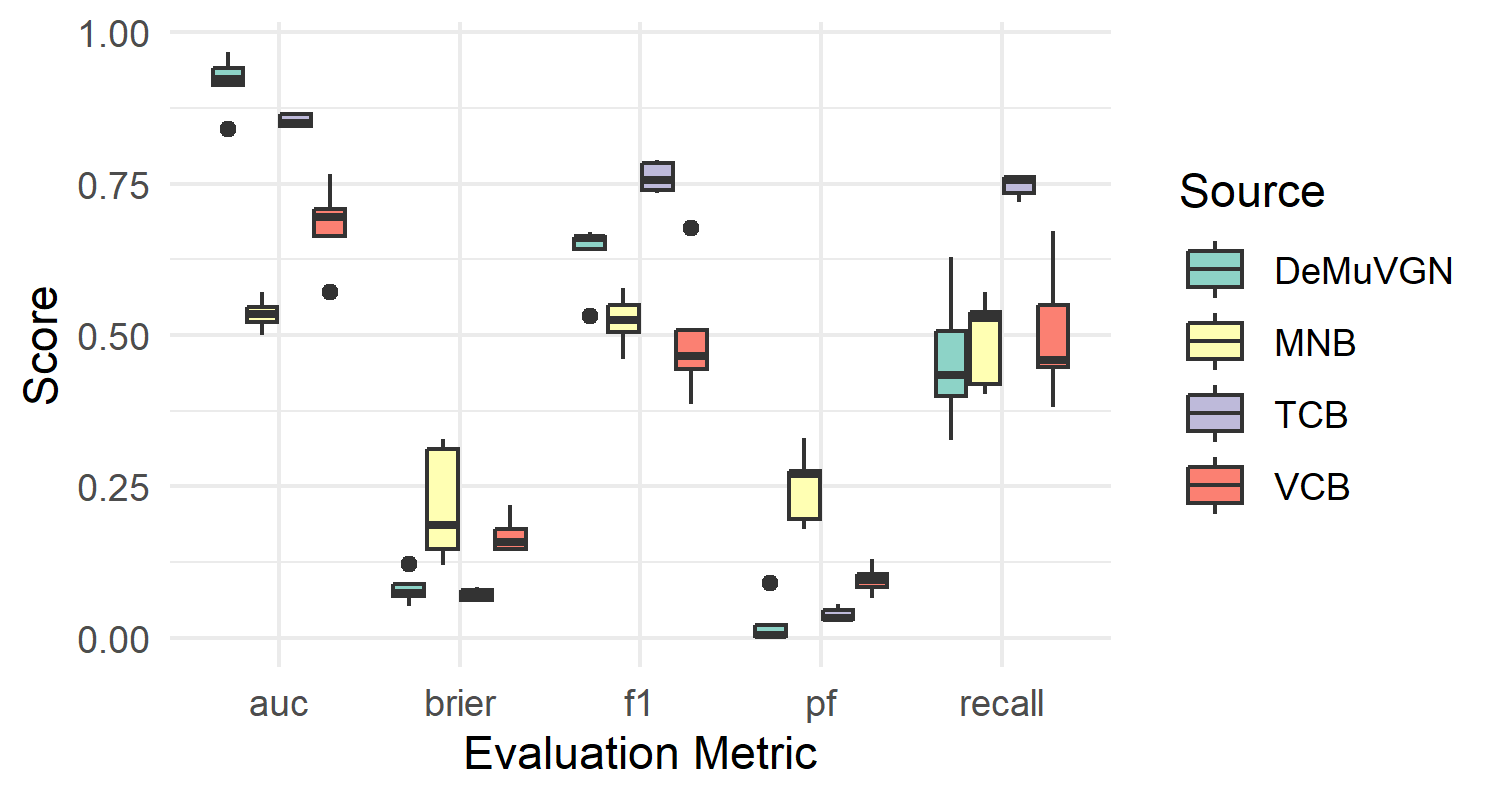 1.00
0.75
0.50
0.25
0.00
Score
auc
brier
f1
pf
recall
Evaluation Metric
Source
DeMuVGN
MNB
TCB
VCB